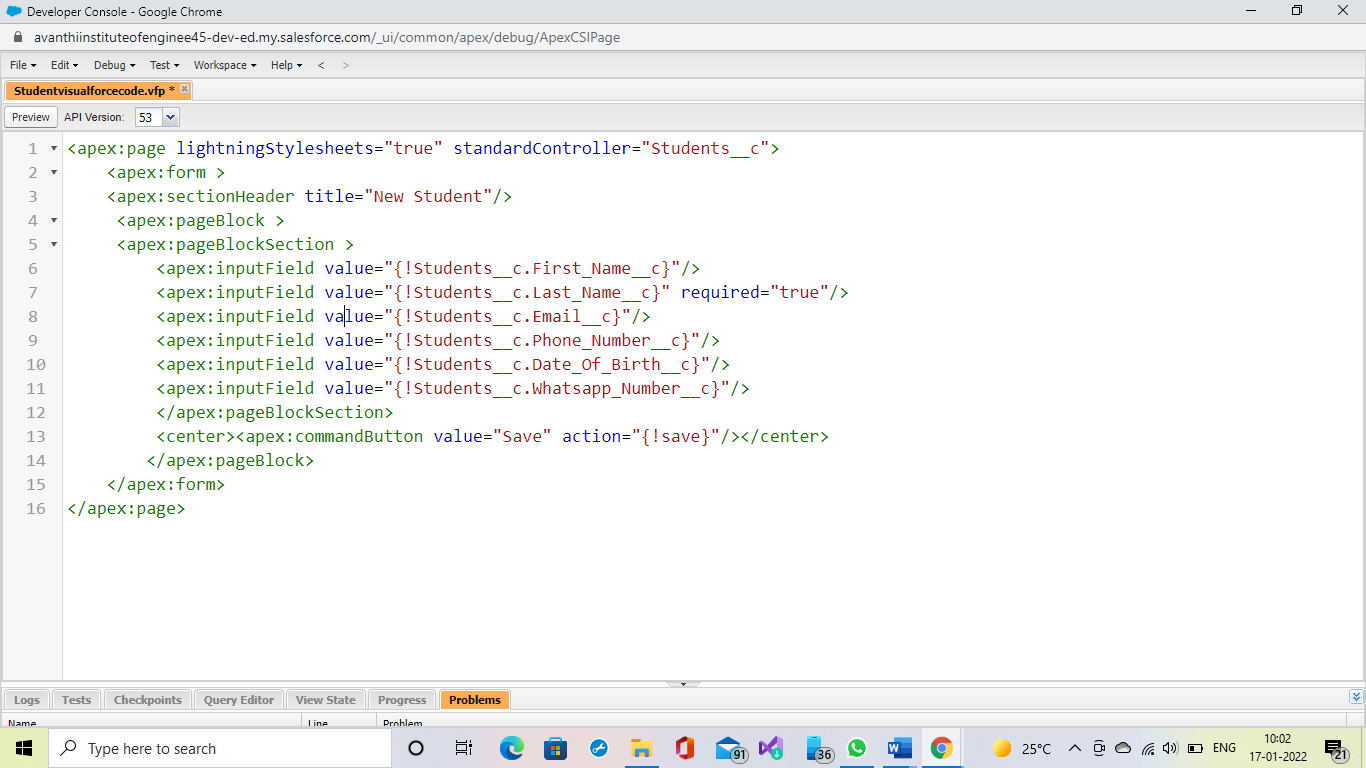 Developer Console - Google Chrome
avanthiinstituteofenginee45-dev-ed.my.salesforce.com/_ui/common/apex/debug/ApexCSIPage
File Edit Debug Test Workspace Help < >
Studentvisualforcecode.vfp *
Preview API Version: 53
1 <apex:page lightningStylesheets="true" standardController="Students__c">
2 <apex:form >
3 <apex:sectionHeader title="New Student"/>
4 <apex:pageBlock >
5 <apex:pageBlockSection >
6 <apex:inputField value="{!Students__c.First_Name__c}"/>
7 <apex:inputField value="{!Students__c.Last_Name__c}" required="true"/>
8 <apex:inputField value="{!Students__c.Email__c}"/>
9 <apex:inputField value="{!Students__c.Phone_Number__c}"/>
10 <apex:inputField value="{!Students__c.Date_Of_Birth__c}"/>
11 <apex:inputField value="{!Students__c.Whatsapp_Number__c}"/>
12 </apex:pageBlockSection>
13 <center><apex:commandButton value="Save" action="{!save}"/></center>
14 </apex:pageBlock>
15 </apex:form>
16 </apex:page>
Logs Tests Checkpoints Query Editor View State Progress Problems
Name Line Problem
Type here to search 91 36 25°C ENG 10:02
17-01-2022 21